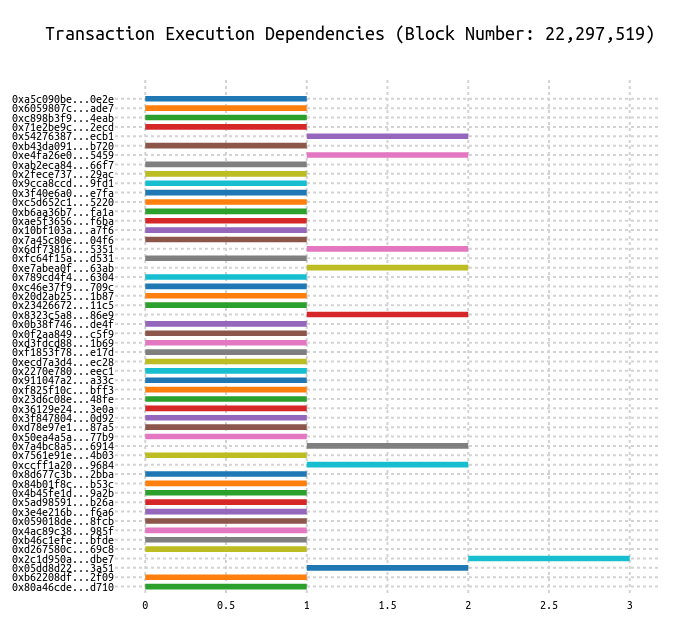 Transaction Execution Dependencies (Block Number: 22,297,519)
0xa5c090be...0e2e
0x6059807c...ade7
0xc898b3f9...4eab
0x71e2be9c...2ecd
0x54276387...ecb1
0xb43da091...b720
0xe4fa26e0...5459
0xab2eca84...66f7
0x2fece737...29ac
0x9cca8ccd...9fd1
0x3f40e6a0...e7fa
0xc5d652c1...5220
0xb6aa36b7...fa1a
0xae5f3656...f6ba
0x10bf103a...a7f6
0x7a45c80e...04f6
0x6df73816...5351
0xfc64f15a...d531
0xe7abea0f...63ab
0x789cd4f4...6304
0xc46e37f9...709c
0x20d2ab25...1b87
0x23426672...11c5
0x8323c5a8...86e9
0x0b38f746...de4f
0x0f2aa849...c5f9
0xd3fdcd88...1b69
0xf1853f78...e17d
0xecd7a3d4...ec28
0x2270e780...eec1
0x911047a2...a33c
0xf825f10c...bff3
0x23d6c08e...48fe
0x36129e24...3e0a
0x3f847804...0d92
0xd78e97e1...87a5
0x50ea4a5a...77b9
0x7a4bc8a5...6914
0x7561e91e...4b03
0xccff1a20...9684
0x8d677c3b...2bba
0x84b01f8c...b53c
0x4b45fe1d...9a2b
0x5ad98591...b26a
0x3e4e216b...f6a6
0x059018de...8fcb
0x4ac89c38...985f
0xb46c1efe...bfde
0xd267580c...69c8
0x2c1d950a...dbe7
0x05dd8d22...3a51
0xb62208df...2f09
0x80a46cde...d710
0 0.5 1 1.5 2 2.5 3